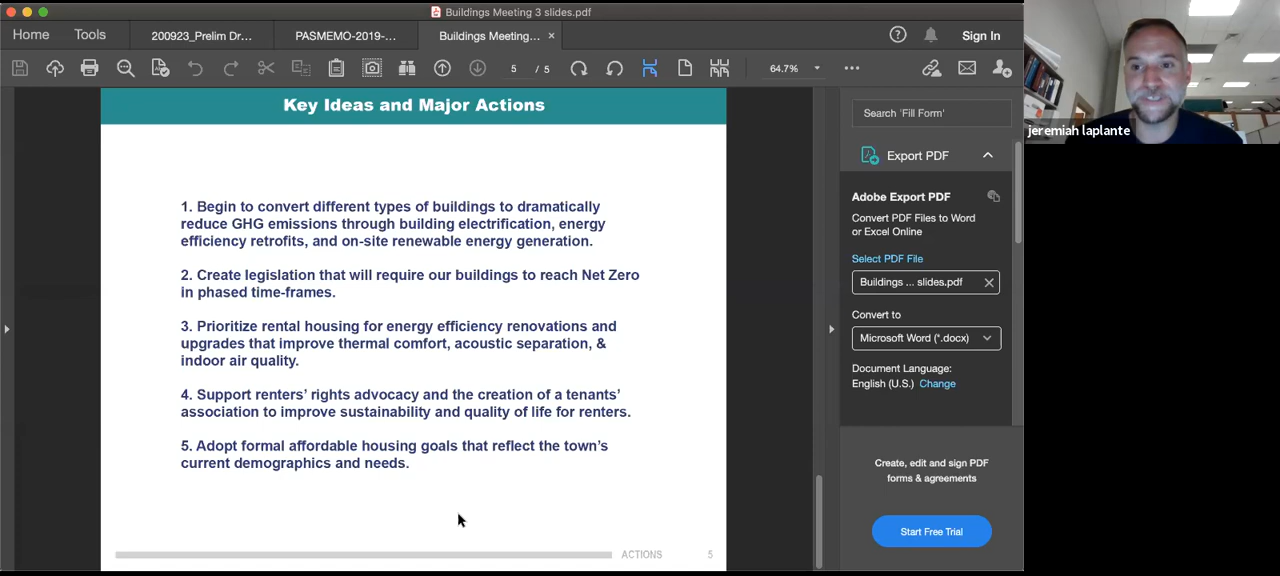 Buildings Meeting 3 slides.pdf
Home
Tools
200923_Prelim Dr...
PASMEMO-2019-...
Buildings Meeting... ×
Sign In
5 / 5
64.7%
Key Ideas and Major Actions
1. Begin to convert different types of buildings to dramatically
reduce GHG emissions through building electrification, energy
efficiency retrofits, and on-site renewable energy generation.
2. Create legislation that will require our buildings to reach Net Zero
in phased time-frames.
3. Prioritize rental housing for energy efficiency renovations and
upgrades that improve thermal comfort, acoustic separation, &
indoor air quality.
4. Support renters’ rights advocacy and the creation of a tenants’
association to improve sustainability and quality of life for renters.
5. Adopt formal affordable housing goals that reflect the town’s
current demographics and needs.
ACTIONS 5
Search 'Fill Form'
Export PDF
Adobe Export PDF
Convert PDF Files to Word
or Excel Online
Select PDF File
Buildings ... slides.pdf
Convert to
Microsoft Word (*.docx)
Document Language:
English (U.S.) Change
Create, edit and sign PDF
forms & agreements
Start Free Trial
jeremiah laplante